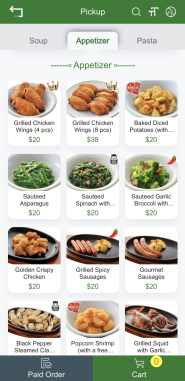 Pickup
Soup
Appetizer
Pasta
Appetizer
Grilled Chicken
Wings (4 pcs)
$20
Grilled Chicken
Wings (8 pcs)
$38
Baked Diced
Potatoes (with...
$20
Sauteed
Asparagus
$20
Sauteed
Spinach with...
$20
Sauteed Garlic
Broccoli with...
$20
Golden Crispy
Chicken
$20
Grilled Spicy
Sausages
$20
Gourmet
Sausages
$20
Black Pepper
Steamed Cla...
Popcorn Shrimp
(with a free...
Grilled Squid
with Garlic...
Paid Order
0
Cart